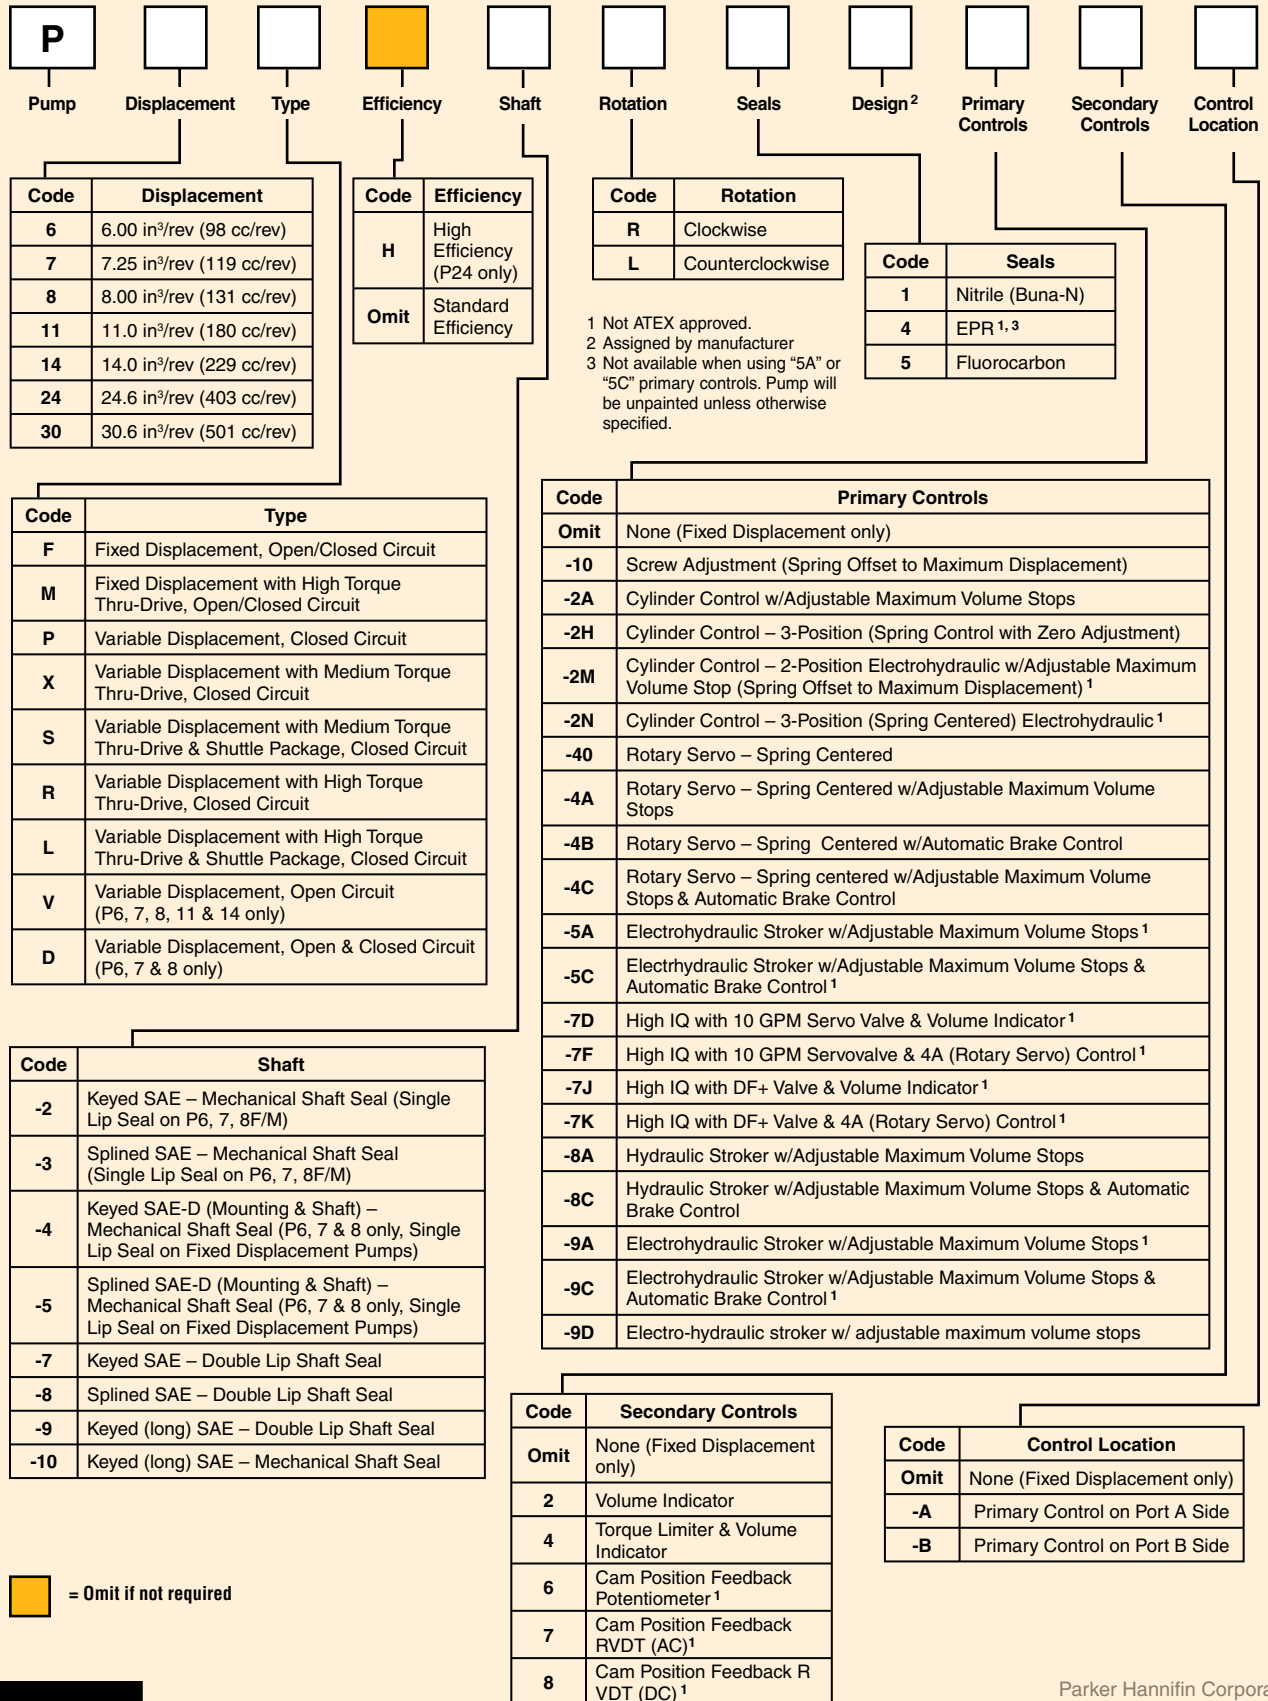 P
Pump
Displacement
Type
Efficiency
Shaft
Rotation
Seals
Design 2
Primary
Controls
Secondary
Controls
Control
Location
Code Displacement
6 6.00 in³/rev (98 cc/rev)
7 7.25 in³/rev (119 cc/rev)
8 8.00 in³/rev (131 cc/rev)
11 11.0 in³/rev (180 cc/rev)
14 14.0 in³/rev (229 cc/rev)
24 24.6 in³/rev (403 cc/rev)
30 30.6 in³/rev (501 cc/rev)
Code Efficiency
H High
Efficiency
(P24 only)
Omit Standard
Efficiency
Code Rotation
R Clockwise
L Counterclockwise
1 Not ATEX approved.
2 Assigned by manufacturer
3 Not available when using “5A” or
“5C” primary controls. Pump will
be unpainted unless otherwise
specified.
Code Seals
1 Nitrile (Buna-N)
4 EPR 1, 3
5 Fluorocarbon
Code Type
F Fixed Displacement, Open/Closed Circuit
M Fixed Displacement with High Torque
Thru-Drive, Open/Closed Circuit
P Variable Displacement, Closed Circuit
X Variable Displacement with Medium Torque
Thru-Drive, Closed Circuit
S Variable Displacement with Medium Torque
Thru-Drive & Shuttle Package, Closed Circuit
R Variable Displacement with High Torque
Thru-Drive, Closed Circuit
L Variable Displacement with High Torque
Thru-Drive & Shuttle Package, Closed Circuit
V Variable Displacement, Open Circuit
(P6, 7, 8, 11 & 14 only)
D Variable Displacement, Open & Closed Circuit
(P6, 7 & 8 only)
Code Primary Controls
Omit None (Fixed Displacement only)
-10 Screw Adjustment (Spring Offset to Maximum Displacement)
-2A Cylinder Control w/Adjustable Maximum Volume Stops
-2H Cylinder Control – 3-Position (Spring Control with Zero Adjustment)
-2M Cylinder Control – 2-Position Electrohydraulic w/Adjustable Maximum
Volume Stop (Spring Offset to Maximum Displacement) 1
-2N Cylinder Control – 3-Position (Spring Centered) Electrohydraulic 1
-40 Rotary Servo – Spring Centered
-4A Rotary Servo – Spring Centered w/Adjustable Maximum Volume
Stops
-4B Rotary Servo – Spring Centered w/Automatic Brake Control
-4C Rotary Servo – Spring centered w/Adjustable Maximum Volume
Stops & Automatic Brake Control
-5A Electrohydraulic Stroker w/Adjustable Maximum Volume Stops 1
-5C Electrhydraulic Stroker w/Adjustable Maximum Volume Stops &
Automatic Brake Control 1
-7D High IQ with 10 GPM Servo Valve & Volume Indicator 1
-7F High IQ with 10 GPM Servovalve & 4A (Rotary Servo) Control 1
-7J High IQ with DF+ Valve & Volume Indicator 1
-7K High IQ with DF+ Valve & 4A (Rotary Servo) Control 1
-8A Hydraulic Stroker w/Adjustable Maximum Volume Stops
-8C Hydraulic Stroker w/Adjustable Maximum Volume Stops & Automatic
Brake Control
-9A Electrohydraulic Stroker w/Adjustable Maximum Volume Stops 1
-9C Electrohydraulic Stroker w/Adjustable Maximum Volume Stops &
Automatic Brake Control 1
-9D Electro-hydraulic stroker w/ adjustable maximum volume stops
Code Shaft
-2 Keyed SAE – Mechanical Shaft Seal (Single
Lip Seal on P6, 7, 8F/M)
-3 Splined SAE – Mechanical Shaft Seal
(Single Lip Seal on P6, 7, 8F/M)
-4 Keyed SAE-D (Mounting & Shaft) –
Mechanical Shaft Seal (P6, 7 & 8 only, Single
Lip Seal on Fixed Displacement Pumps)
-5 Splined SAE-D (Mounting & Shaft) –
Mechanical Shaft Seal (P6, 7 & 8 only, Single
Lip Seal on Fixed Displacement Pumps)
-7 Keyed SAE – Double Lip Shaft Seal
-8 Splined SAE – Double Lip Shaft Seal
-9 Keyed (long) SAE – Double Lip Shaft Seal
-10 Keyed (long) SAE – Mechanical Shaft Seal
Code Secondary Controls
Omit None (Fixed Displacement
only)
2 Volume Indicator
4 Torque Limiter & Volume
Indicator
6 Cam Position Feedback
Potentiometer 1
7 Cam Position Feedback
RVDT (AC) 1
8 Cam Position Feedback R
VDT (DC) 1
Code Control Location
Omit None (Fixed Displacement only)
-A Primary Control on Port A Side
-B Primary Control on Port B Side
= Omit if not required
Parker Hannifin Corpora